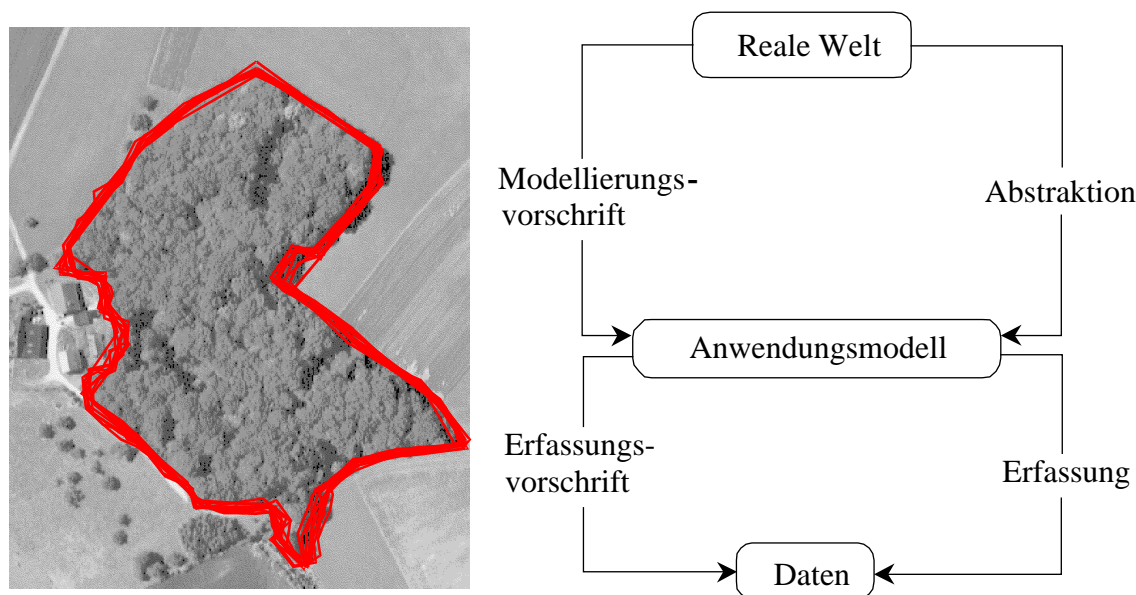 Reale Welt
Modellierungs-
vorschrift
Abstraktion
Anwendungsmodell
Erfassungs-
vorschrift
Erfassung
Daten